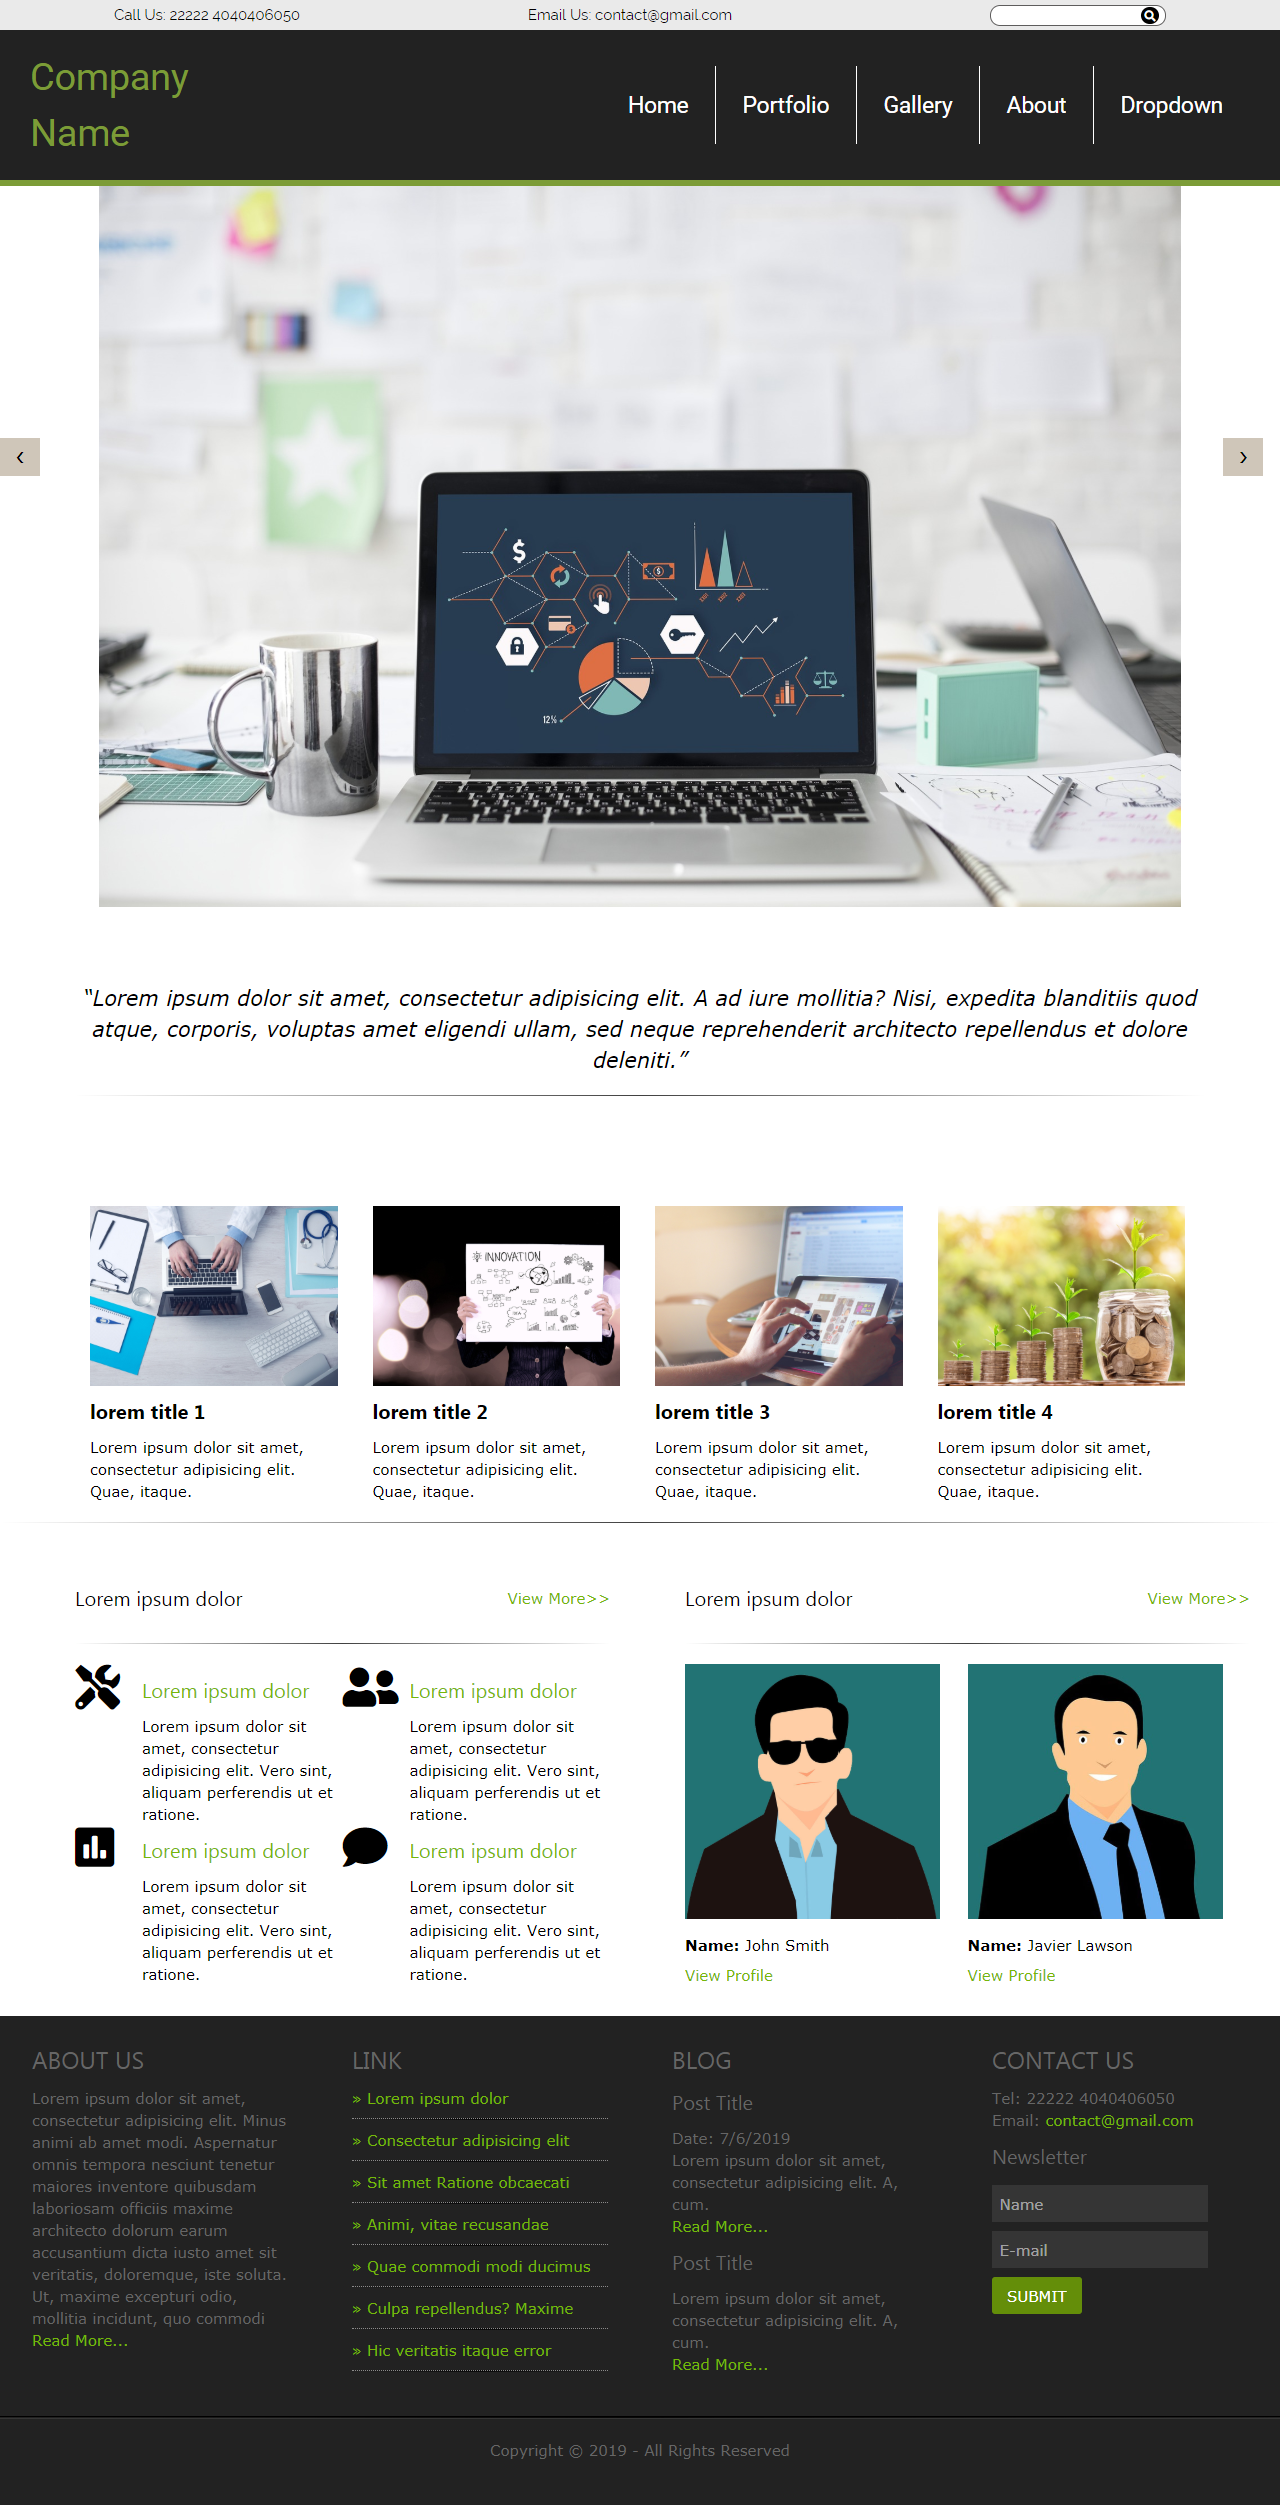 Call Us: 22222 4040406050 Email Us: contact@gmail.com
Company
Name
Home Portfolio Gallery About Dropdown
‹ ›
12%
“Lorem ipsum dolor sit amet, consectetur adipisicing elit. A ad iure mollitia? Nisi, expedita blanditiis quod
atque, corporis, voluptas amet eligendi ullam, sed neque reprehenderit architecto repellendus et dolore
deleniti.”
INNOVATION
lorem title 1
Lorem ipsum dolor sit amet,
consectetur adipisicing elit.
Quae, itaque.
lorem title 2
Lorem ipsum dolor sit amet,
consectetur adipisicing elit.
Quae, itaque.
lorem title 3
Lorem ipsum dolor sit amet,
consectetur adipisicing elit.
Quae, itaque.
lorem title 4
Lorem ipsum dolor sit amet,
consectetur adipisicing elit.
Quae, itaque.
Lorem ipsum dolor View More>>
Lorem ipsum dolor
Lorem ipsum dolor sit
amet, consectetur
adipisicing elit. Vero sint,
aliquam perferendis ut et
ratione.
Lorem ipsum dolor
Lorem ipsum dolor sit
amet, consectetur
adipisicing elit. Vero sint,
aliquam perferendis ut et
ratione.
Lorem ipsum dolor
Lorem ipsum dolor sit
amet, consectetur
adipisicing elit. Vero sint,
aliquam perferendis ut et
ratione.
Lorem ipsum dolor
Lorem ipsum dolor sit
amet, consectetur
adipisicing elit. Vero sint,
aliquam perferendis ut et
ratione.
Lorem ipsum dolor View More>>
Name: John Smith
View Profile
Name: Javier Lawson
View Profile
ABOUT US
Lorem ipsum dolor sit amet,
consectetur adipisicing elit. Minus
animi ab amet modi. Aspernatur
omnis tempora nesciunt tenetur
maiores inventore quibusdam
laboriosam officiis maxime
architecto dolorum earum
accusantium dicta iusto amet sit
veritatis, doloremque, iste soluta.
Ut, maxime excepturi odio,
mollitia incidunt, quo commodi
Read More...
LINK
» Lorem ipsum dolor
» Consectetur adipisicing elit
» Sit amet Ratione obcaecati
» Animi, vitae recusandae
» Quae commodi modi ducimus
» Culpa repellendus? Maxime
» Hic veritatis itaque error
BLOG
Post Title
Date: 7/6/2019
Lorem ipsum dolor sit amet,
consectetur adipisicing elit. A,
cum.
Read More...
Post Title
Lorem ipsum dolor sit amet,
consectetur adipisicing elit. A,
cum.
Read More...
CONTACT US
Tel: 22222 4040406050
Email: contact@gmail.com
Newsletter
Name
E-mail
SUBMIT
Copyright © 2019 - All Rights Reserved